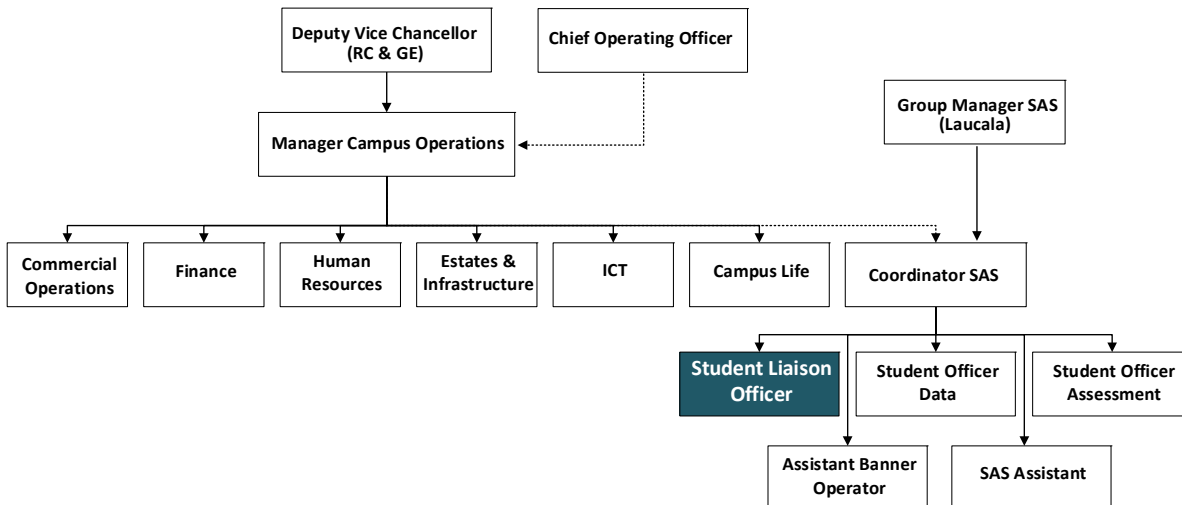 Deputy Vice Chancellor
(RC & GE)
Chief Operating Officer
Group Manager SAS
(Laucala)
Manager Campus Operations
Commercial
Operations
Finance
Human
Resources
Estates &
Infrastructure
ICT
Campus Life
Coordinator SAS
Student Liaison
Officer
Student Officer
Data
Student Officer
Assessment
Assistant Banner
Operator
SAS Assistant